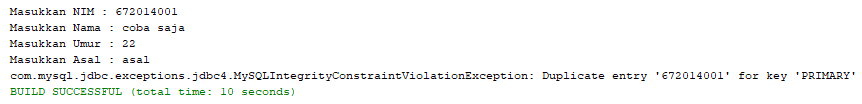 Masukkan NIM : 672014001
Masukkan Nama : coba saja
Masukkan Umur : 22
Masukkan Asal : asal
com.mysql.jdbc.exceptions.jdbc4.MySQLIntegrityConstraintViolationException: Duplicate entry '672014001' for key 'PRIMARY'
BUILD SUCCESSFUL (total time: 10 seconds)